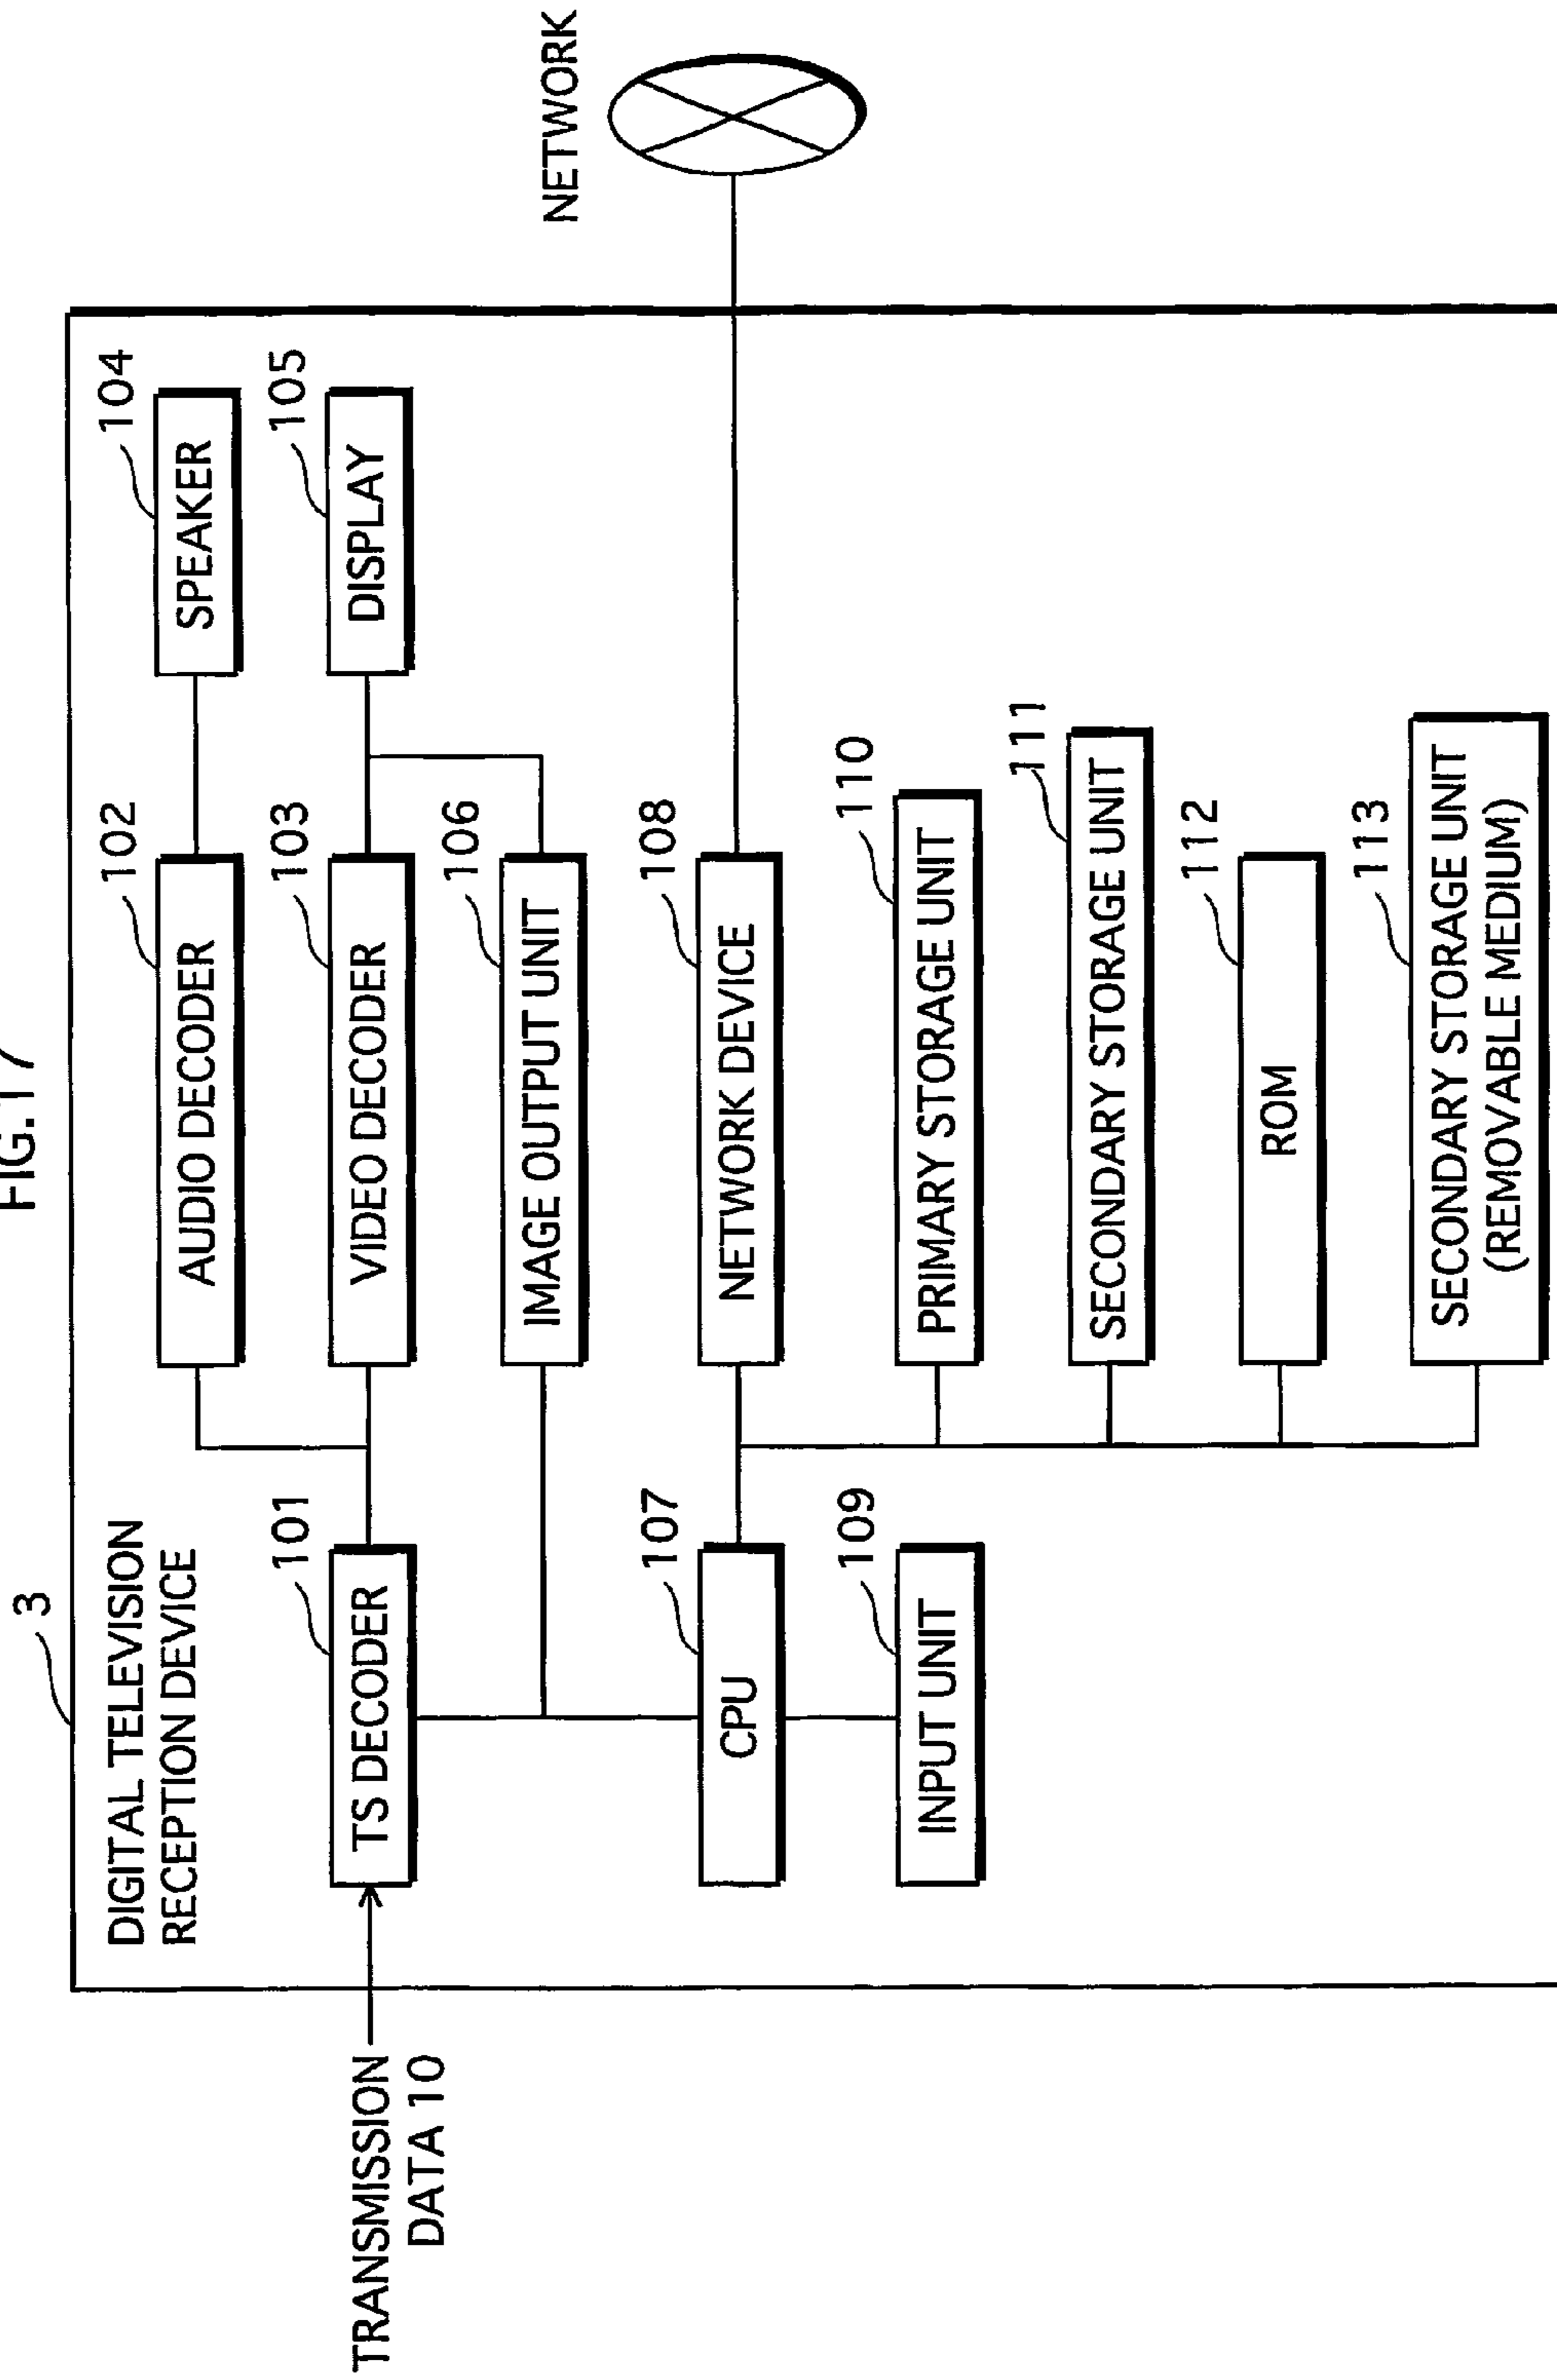 FIG.17
3
DIGITAL TELEVISION
RECEPTION DEVICE
TRANSMISSION
DATA 10
101
TS DECODER
102
AUDIO DECODER
104
SPEAKER
103
VIDEO DECODER
105
DISPLAY
106
IMAGE OUTPUT UNIT
NETWORK
107
CPU
108
NETWORK DEVICE
109
INPUT UNIT
110
PRIMARY STORAGE UNIT
111
SECONDARY STORAGE UNIT
112
ROM
113
SECONDARY STORAGE UNIT
(REMOVABLE MEDIUM)